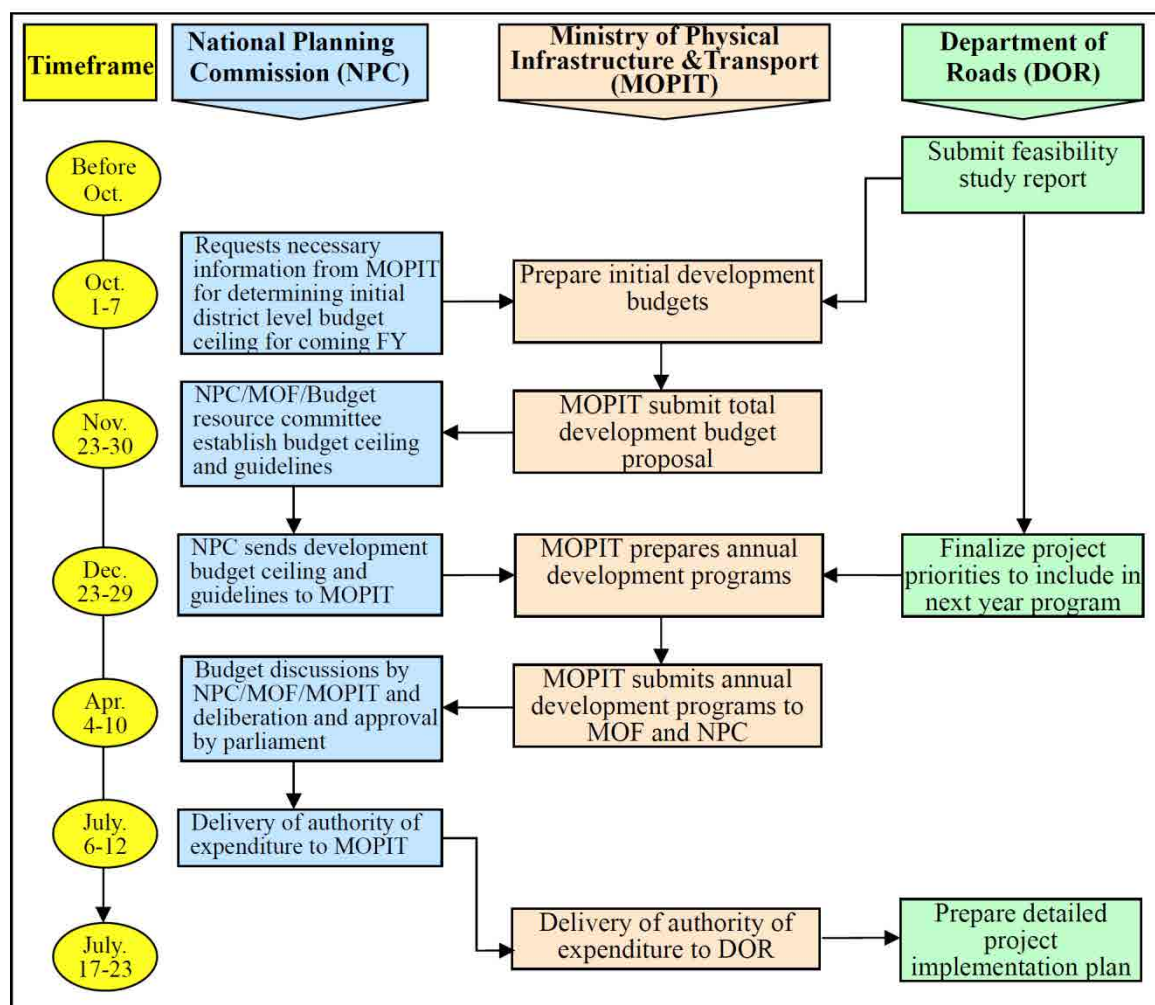 Timeframe
National Planning
Commission (NPC)
Ministry of Physical
Infrastructure &Transport
(MOPIT)
Department of
Roads (DOR)
Before
Oct.
Submit feasibility
study report
Oct.
1-7
Requests necessary
information from MOPIT
for determining initial
district level budget
ceiling for coming FY
Prepare initial development
budgets
Nov.
23-30
NPC/MOF/Budget
resource committee
establish budget ceiling
and guidelines
MOPIT submit total
development budget
proposal
Dec.
23-29
NPC sends development
budget ceiling and
guidelines to MOPIT
MOPIT prepares annual
development programs
Finalize project
priorities to include in
next year program
Apr.
4-10
Budget discussions by
NPC/MOF/MOPIT and
deliberation and approval
by parliament
MOPIT submits annual
development programs to
MOF and NPC
July.
6-12
Delivery of authority of
expenditure to MOPIT
July.
17-23
Delivery of authority of
expenditure to DOR
Prepare detailed
project
implementation plan